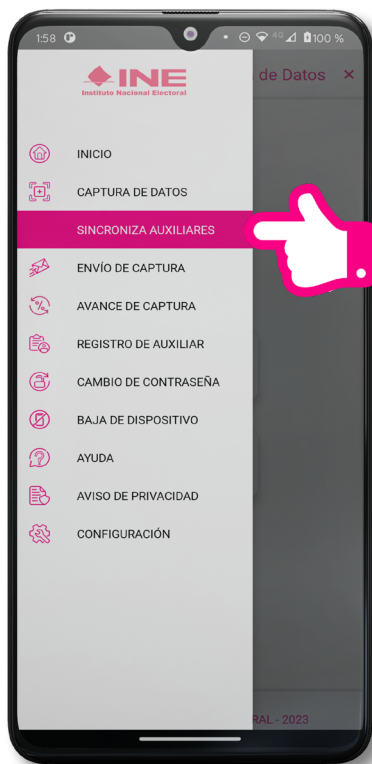 1:58
4G 100 %
INE
Instituto Nacional Electoral
de Datos ×
INICIO
CAPTURA DE DATOS
SINCRONIZA AUXILIARES
ENVÍO DE CAPTURA
AVANCE DE CAPTURA
REGISTRO DE AUXILIAR
CAMBIO DE CONTRASEÑA
BAJA DE DISPOSITIVO
AYUDA
AVISO DE PRIVACIDAD
CONFIGURACIÓN
RAL - 2023